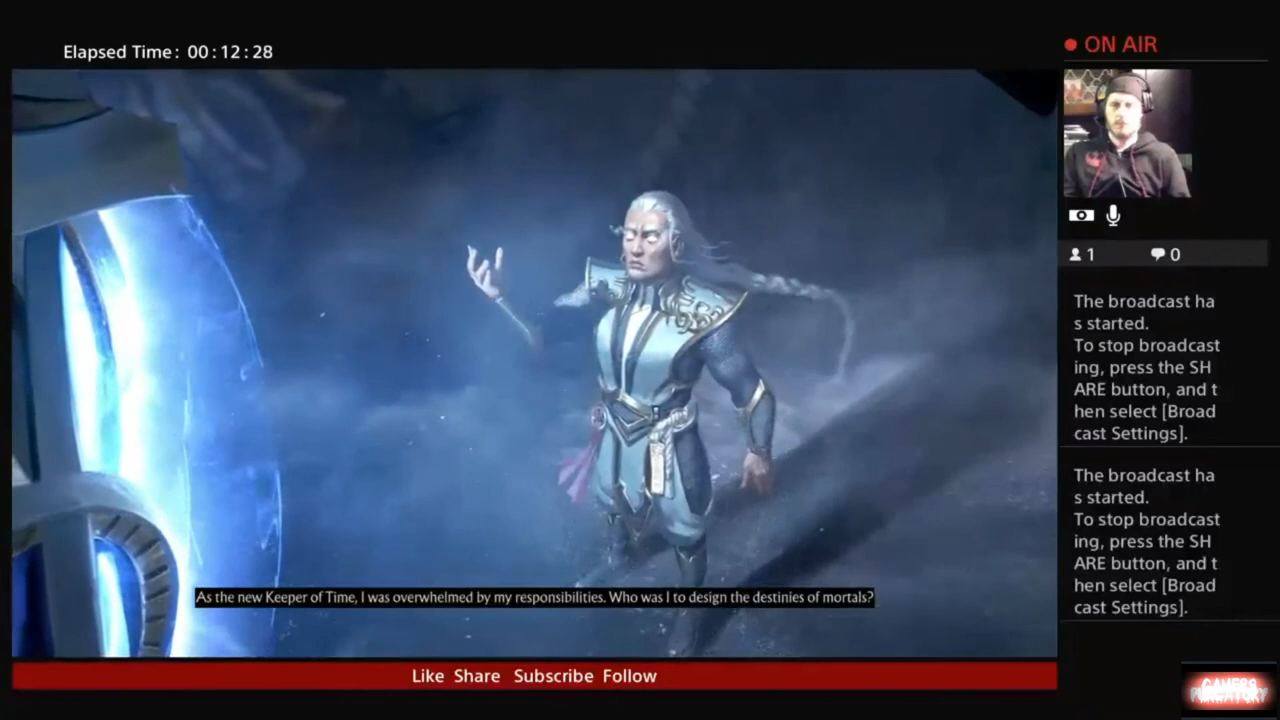 Elapsed Time: 00:12:28
ON AIR
1
0
The broadcast ha
s started.
To stop broadcast
ing, press the SH
ARE button, and t
hen select [Broad
cast Settings].
The broadcast ha
s started.
To stop broadcast
ing, press the SH
ARE button, and t
hen select [Broad
cast Settings].
As the new Keeper of Time, I was overwhelmed by my responsibilities. Who was I to design the destinies of mortals?
Like Share Subscribe Follow
GAMERS
PURGATORY